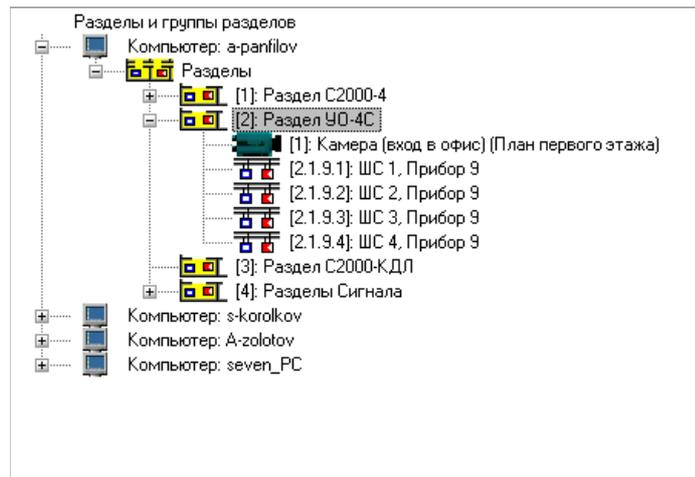 Разделы и группы разделов
Компьютер: a-panfilov
Разделы
[1]: Раздел С2000-4
[2]: Раздел УО-4С
[1]: Камера (вход в офис) (План первого этажа)
[2.1.9.1]: ШС 1, Прибор 9
[2.1.9.2]: ШС 2, Прибор 9
[2.1.9.3]: ШС 3, Прибор 9
[2.1.9.4]: ШС 4, Прибор 9
[3]: Раздел С2000-КДЛ
[4]: Разделы Сигнала
Компьютер: s-korolkov
Компьютер: A-zolotov
Компьютер: seven_PC